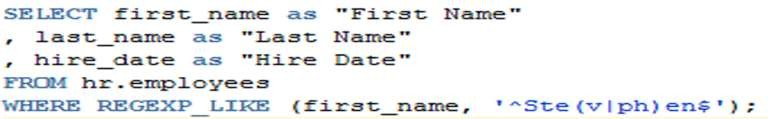 SELECT first_name as "First Name"
, last_name as "Last Name"
, hire_date as "Hire Date"
FROM hr.employees
WHERE REGEXP_LIKE (first_name, '^Ste(v|ph)en$');